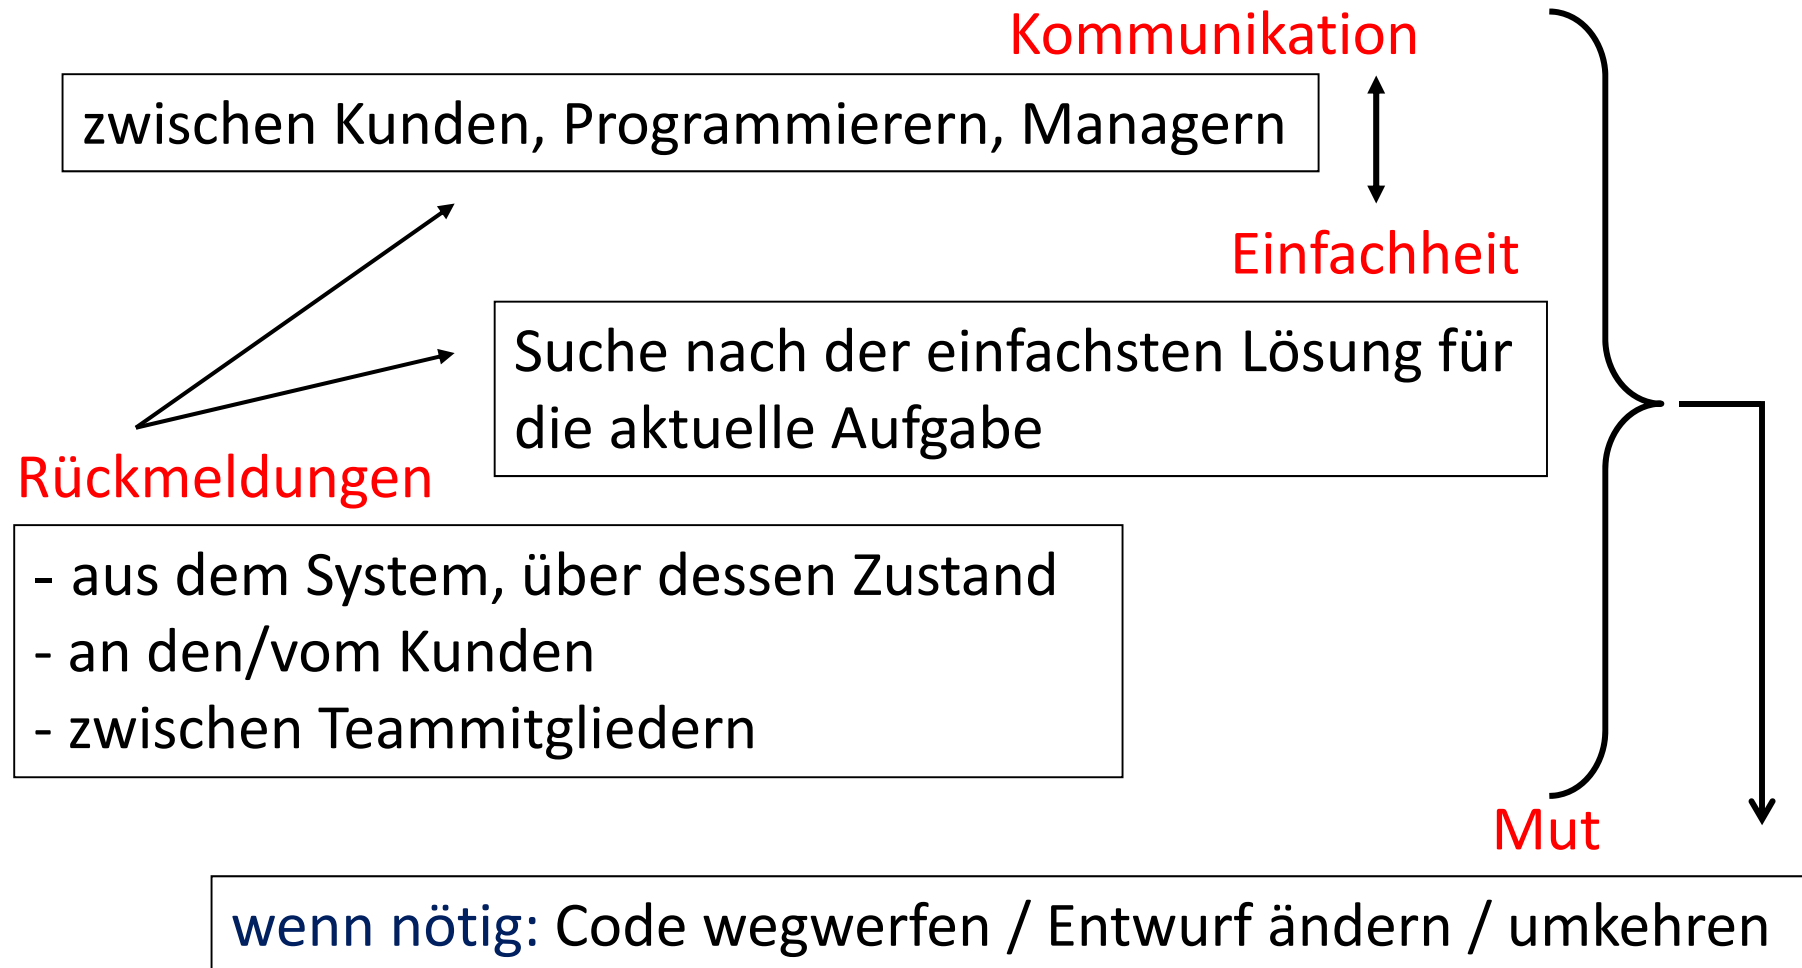 Kommunikation
zwischen Kunden, Programmierern, Managern
Einfachheit
Suche nach der einfachsten Lösung für
die aktuelle Aufgabe
Rückmeldungen
- aus dem System, über dessen Zustand
- an den/vom Kunden
- zwischen Teammitgliedern
Mut
wenn nötig: Code wegwerfen / Entwurf ändern / umkehren